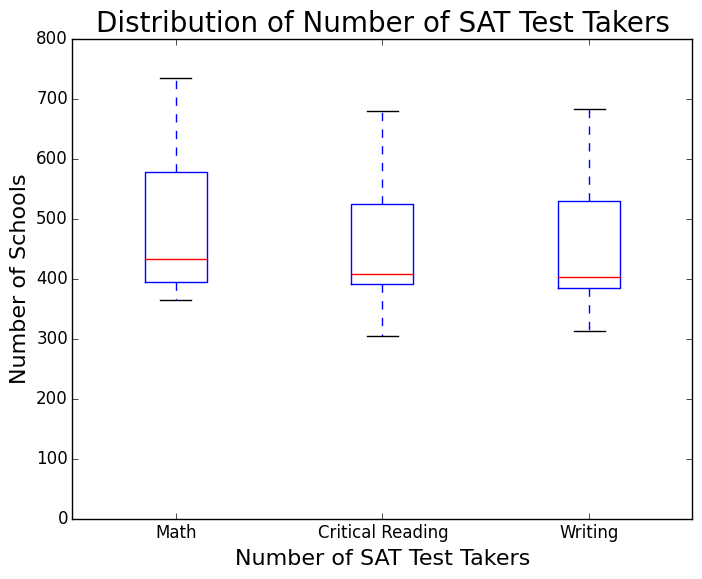 Distribution of Number of SAT Test Takers
800
700
600
500
400
300
200
100
0
Number of Schools
Math Critical Reading Writing
Number of SAT Test Takers